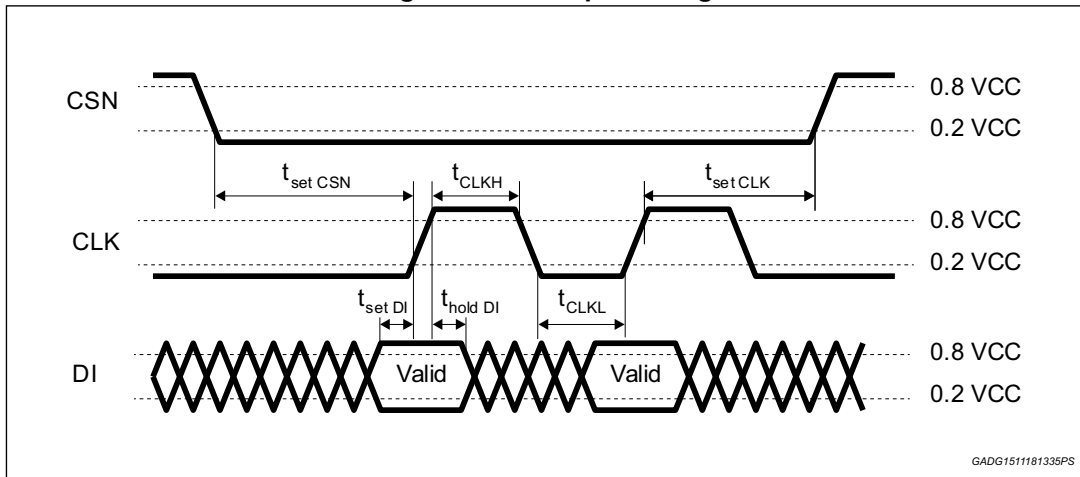 CSN
0.8 VCC
0.2 VCC
t set CSN
t CLKH
t set CLK
CLK
0.8 VCC
0.2 VCC
t set DI
t hold DI
t CLKL
DI
Valid
Valid
0.8 VCC
0.2 VCC
GADG1511181335PS